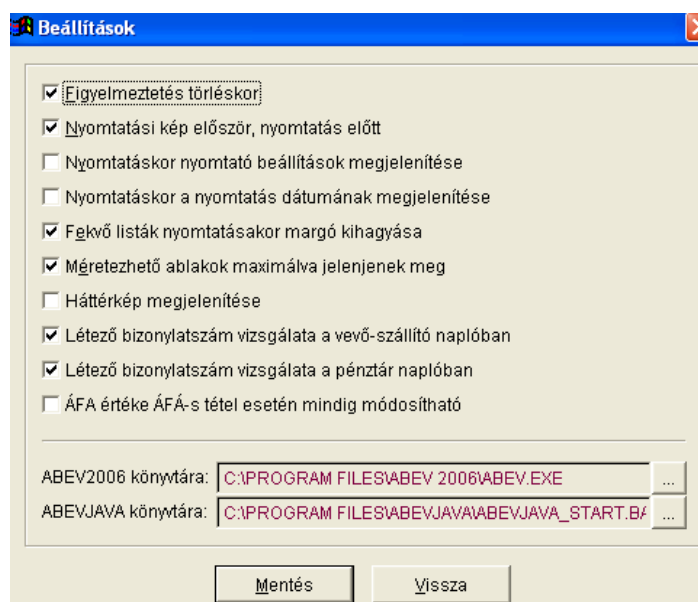 Beállítások
Figyelmeztetés törléskor
Nyomtatási kép először, nyomtatás előtt
Nyomtatáskor nyomtató beállítások megjelenítése
Nyomtatáskor a nyomtatás dátumának megjelenítése
Fekvő listák nyomtatásakor margó kihagyása
Méretezhető ablakok maximálva jelenjenek meg
Háttérkép megjelenítése
Létező bizonylatszám vizsgálata a vevő-szállító naplóban
Létező bizonylatszám vizsgálata a pénztár naplóban
ÁFA értéke ÁFÁ-s tétel esetén mindig módosítható
ABEV2006 könyvtára: C:\PROGRAM FILES\ABEV 2006\ABEV.EXE ...
ABEVJAVA könyvtára: C:\PROGRAM FILES\ABEVJAVA\ABEVJAVA_START.BA ...
Mentés Vissza